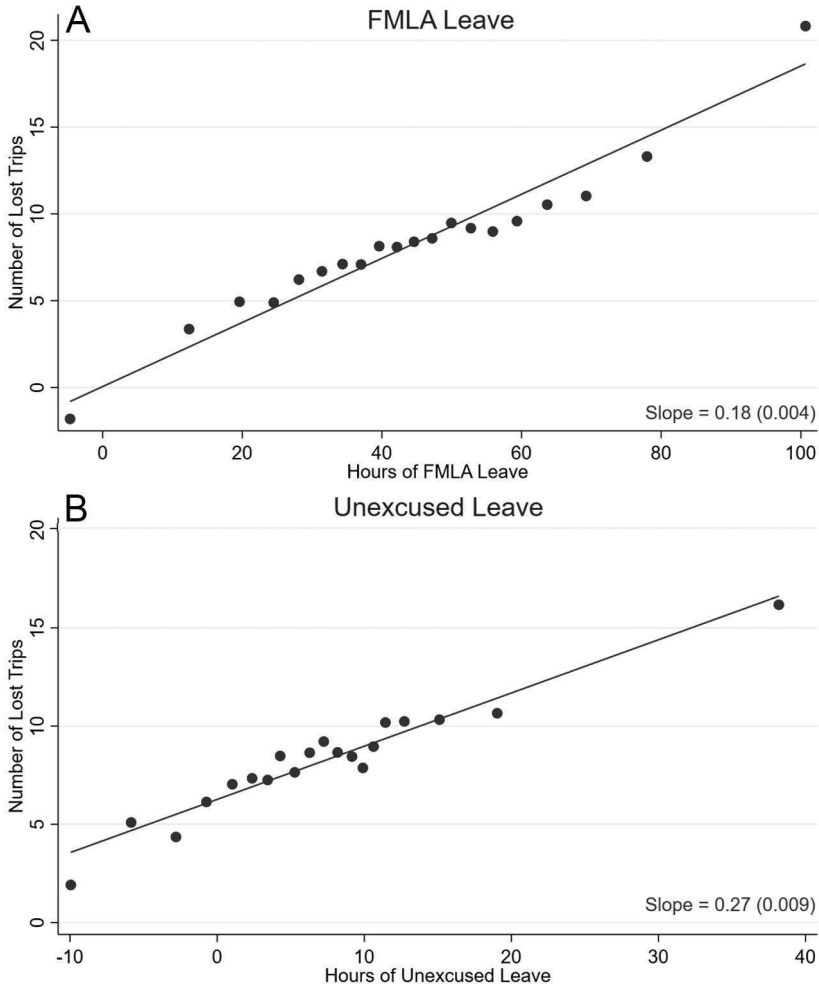 A
FMLA Leave
Number of Lost Trips
20
15
10
5
0
Slope = 0.18 (0.004)
0 20 40 60 80 100
Hours of FMLA Leave
B
Unexcused Leave
Number of Lost Trips
20
15
10
5
0
Slope = 0.27 (0.009)
-10 0 10 20 30 40
Hours of Unexcused Leave